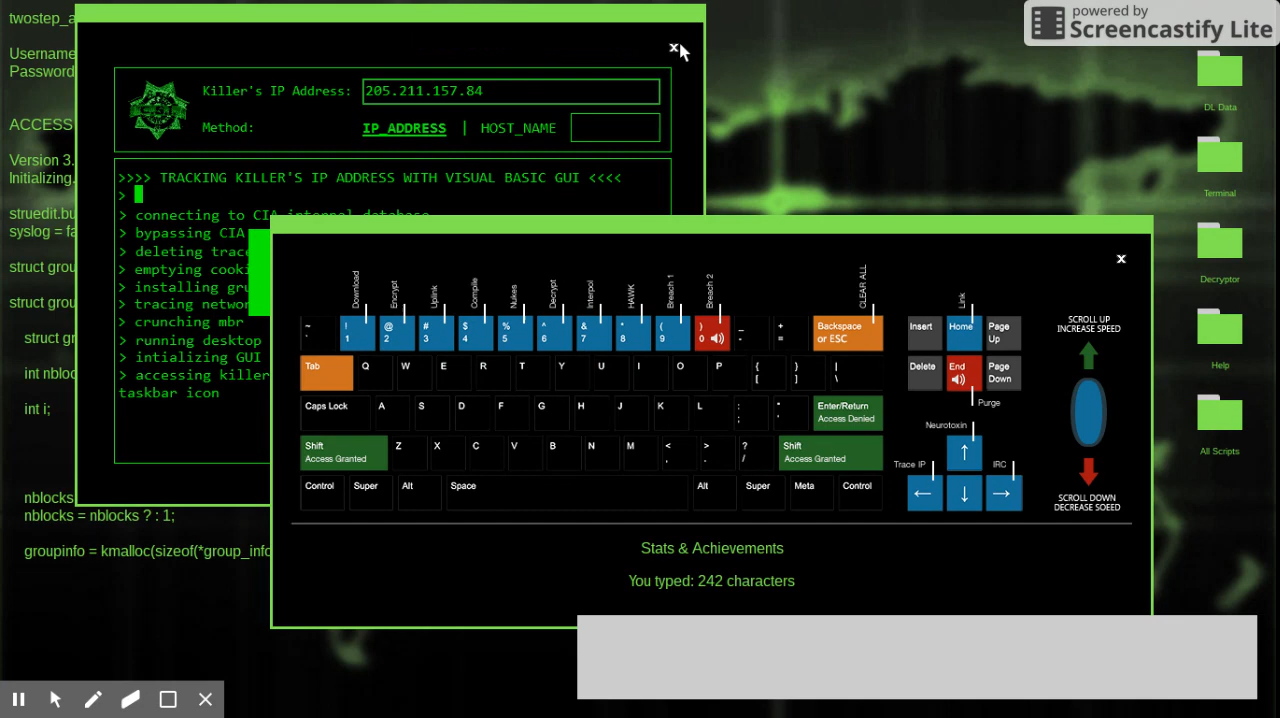 powered by
Screencastify Lite
twostep_a
Username
Password
ACCESS
Version 3.
Initializing.
struedit.bu
syslog = fa
struct grou
struct grou
struct gr
int nbloc
int i;
nblocks
nblocks = nblocks ? : 1;
groupinfo = kmalloc(sizeof(*group_info
x
Killer's IP Address: 205.211.157.84
Method: IP_ADDRESS | HOST_NAME
>>>> TRACKING KILLER'S IP ADDRESS WITH VISUAL BASIC GUI <<<<
>
> connecting to CIA internal database
> bypassing CIA
> deleting trace
> emptying cooki
> installing gru
> tracing networ
> crunching mbr
> running desktop
> intializing GUI
> accessing killer
taskbar icon
x
Download Encrypt Uplink Compile Nukes Decrypt Interpol HAWK Breach 1 Breach 2 CLEAR ALL Link
~ ! @ # $ % ^ & * ( ) _ + Backspace
` 1 2 3 4 5 6 7 8 9 0 - = or ESC
Insert Home Page Up
Tab Q W E R T Y U I O P { [ } ] | \
Delete End Page Down
Purge
Caps Lock A S D F G H J K L : ; " ' Enter/Return
Access Denied
Neurotoxin
Shift Z X C V B N M < , > . ? / Shift
Access Granted Access Granted
↑
Trace IP IRC
Control Super Alt Space Alt Super Meta Control
← ↓ →
SCROLL UP
INCREASE SPEED
SCROLL DOWN
DECREASE SOEED
Stats & Achievements
You typed: 242 characters
DL Data
Terminal
Decryptor
Help
All Scripts